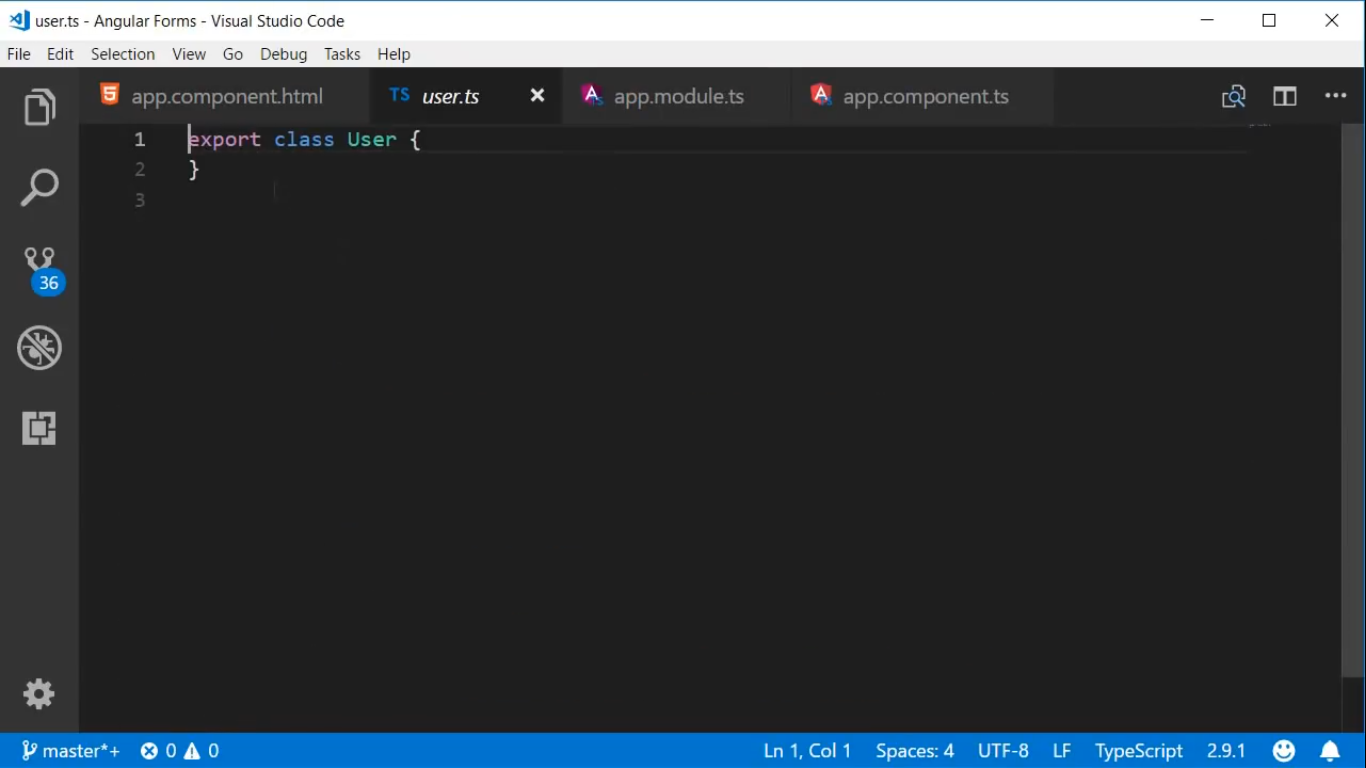 user.ts - Angular Forms - Visual Studio Code
File Edit Selection View Go Debug Tasks Help
5 app.component.html TS user.ts A app.module.ts A app.component.ts
1 export class User {
2 }
3
36
master*+ 0 0 Ln 1, Col 1 Spaces: 4 UTF-8 LF TypeScript 2.9.1